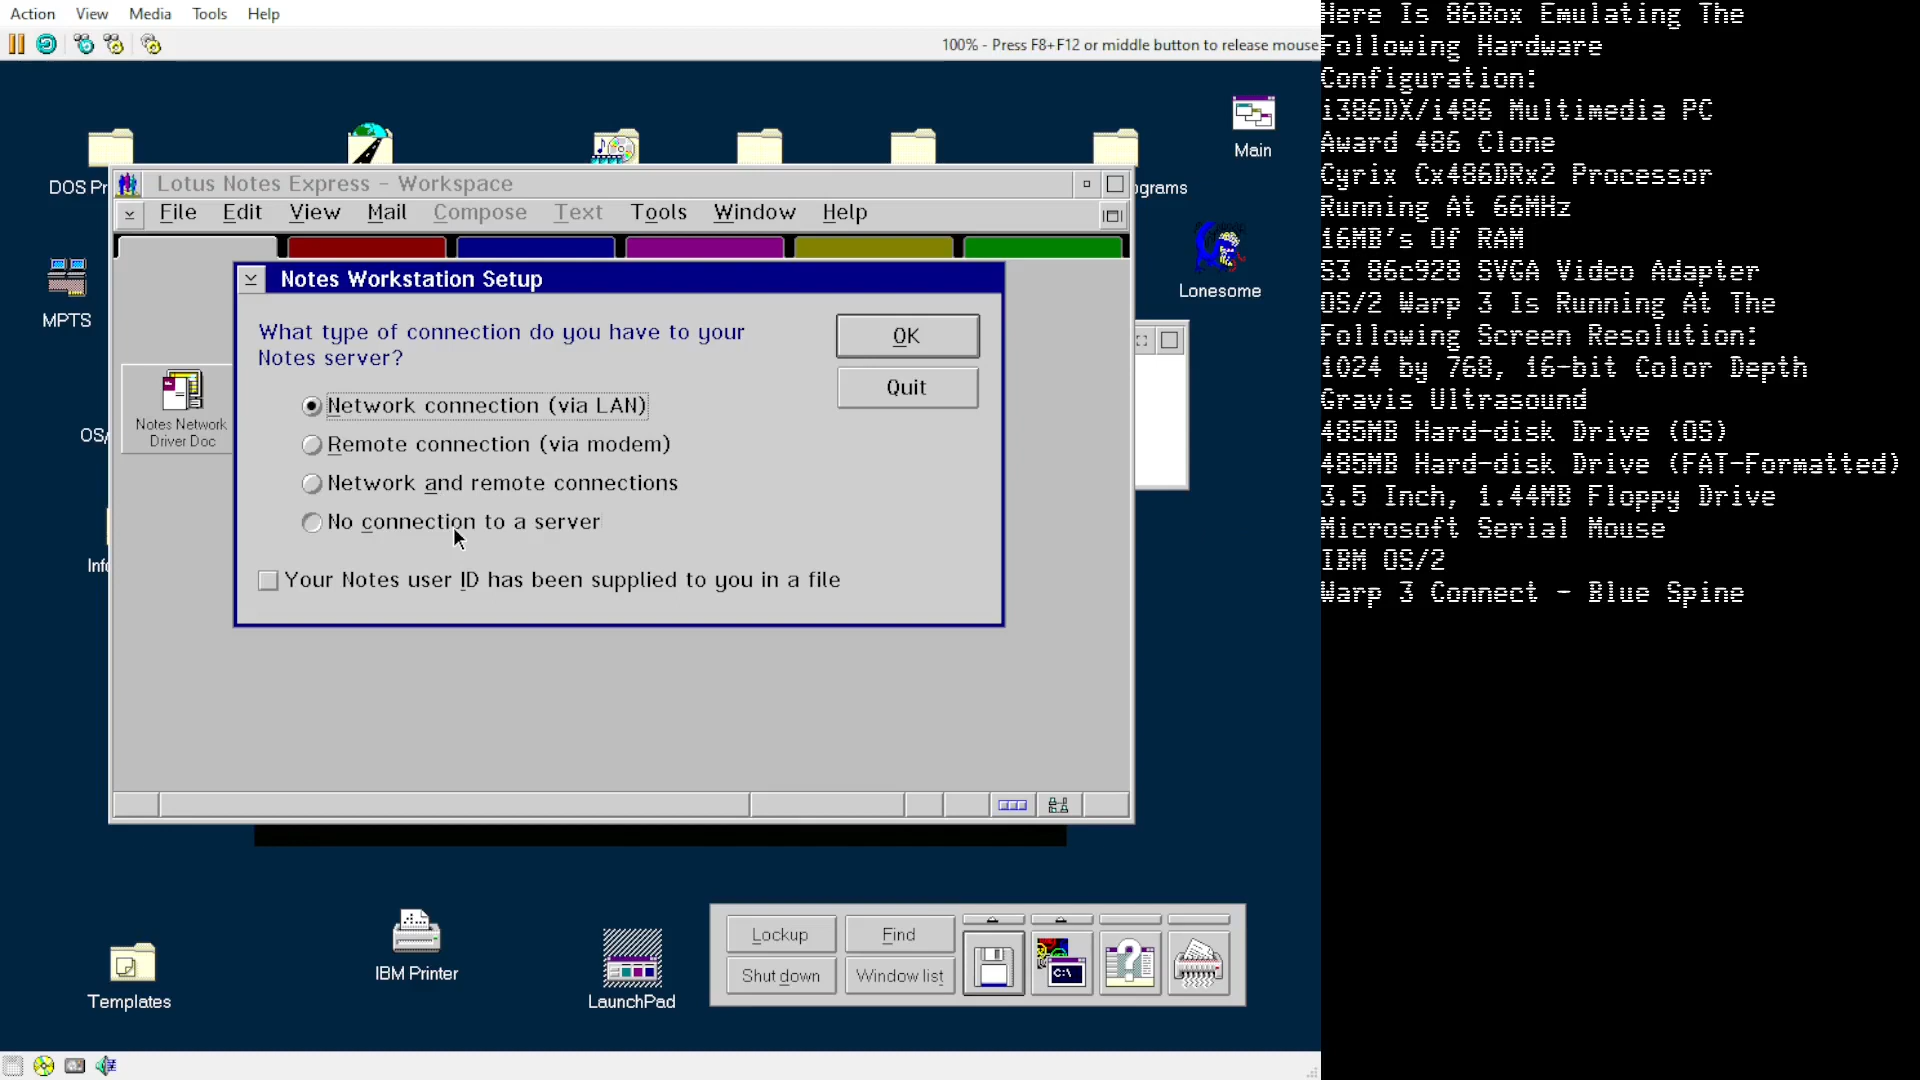 Action View Media Tools Help
100% - Press F8+F12 or middle button to release mouse
Main
DOS Pr
ograms
Lotus Notes Express - Workspace
File Edit View Mail Compose Text Tools Window Help
Lonesome
MPTS
Notes Workstation Setup
What type of connection do you have to your
Notes server?
OK
Quit
Network connection (via LAN)
Remote connection (via modem)
Network and remote connections
No connection to a server
Your Notes user ID has been supplied to you in a file
Notes Network
Driver Doc
OS/
Info
IBM Printer
Templates
LaunchPad
Lockup
Find
Shut down
Window list
C:\
Here Is 86Box Emulating The
Following Hardware
Configuration:
i386DX/i486 Multimedia PC
Award 486 Clone
Cyrix Cx486DRx2 Processor
Running At 66MHz
16MB's Of RAM
S3 86c928 SVGA Video Adapter
OS/2 Warp 3 Is Running At The
Following Screen Resolution:
1024 by 768, 16-bit Color Depth
Gravis Ultrasound
485MB Hard-disk Drive (OS)
485MB Hard-disk Drive (FAT-Formatted)
3.5 Inch, 1.44MB Floppy Drive
Microsoft Serial Mouse
IBM OS/2
Warp 3 Connect - Blue Spine